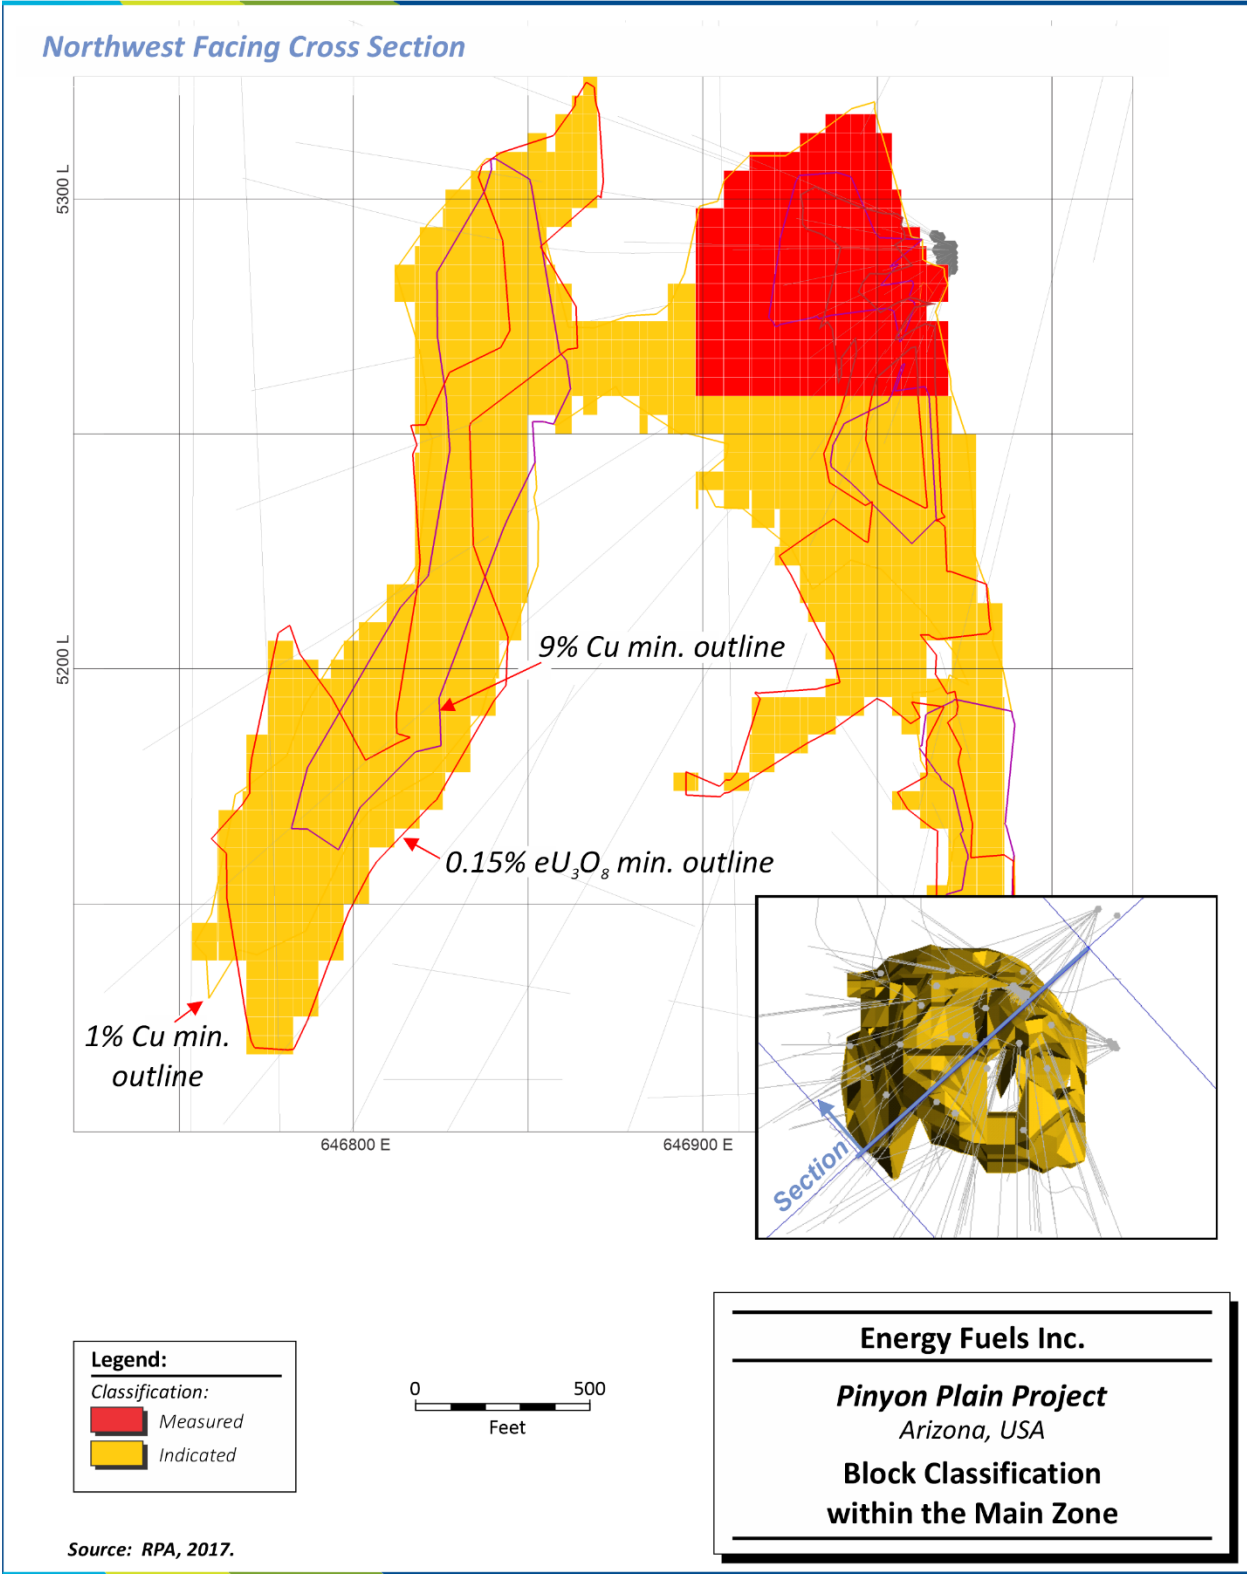 Northwest Facing Cross Section
5300 L
5200 L
9% Cu min. outline
0.15% eU₃O₈ min. outline
1% Cu min.
outline
646800 E
646900 E
Section
Legend:
Classification:
Measured
Indicated
0 500
Feet
Energy Fuels Inc.
Pinyon Plain Project
Arizona, USA
Block Classification
within the Main Zone
Source: RPA, 2017.